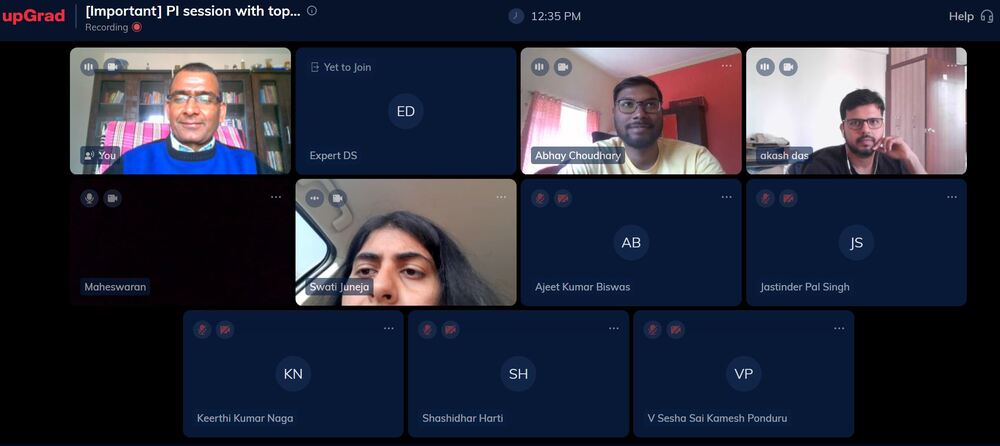 upGrad
[Important] PI session with top...
Recording
12:35 PM
Help
You
Yet to Join
ED
Expert DS
Abhay Choudhary
akash das
Maheswaran
Swati Juneja
AB
Ajeet Kumar Biswas
JS
Jastinder Pal Singh
KN
Keerthi Kumar Naga
SH
Shashidhar Harti
VP
V Sesha Sai Kamesh Ponduru